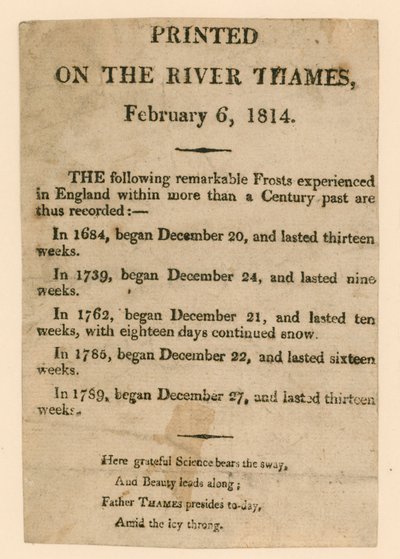 PRINTED
ON THE RIVER THAMES,
February 6, 1814.
THE following remarkable Frosts experienced
in England within more than a Century past are
thus recorded:—
In 1684, began December 20, and lasted thirteen
weeks.
In 1739, began December 24, and lasted nine
weeks.
In 1762, began December 21, and lasted ten
weeks, with eighteen days continued snow.
In 1785, began December 22, and lasted sixteen
weeks.
In 1789, began December 27, and lasted thirteen
weeks.
Here grateful Science bears the sway,
And Beauty leads along;
Father THAMES presides to-day,
Amid the icy throng.